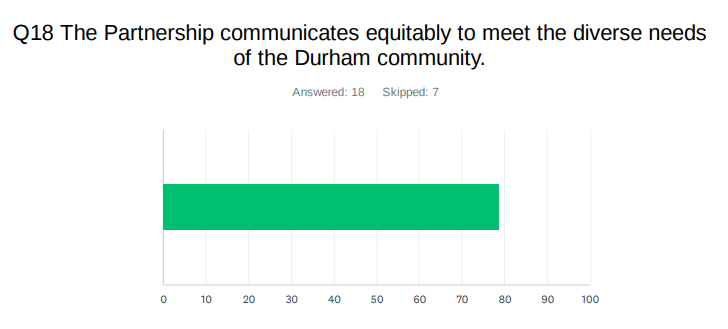 Q18 The Partnership communicates equitably to meet the diverse needs
of the Durham community.
Answered: 18 Skipped: 7
0 10 20 30 40 50 60 70 80 90 100